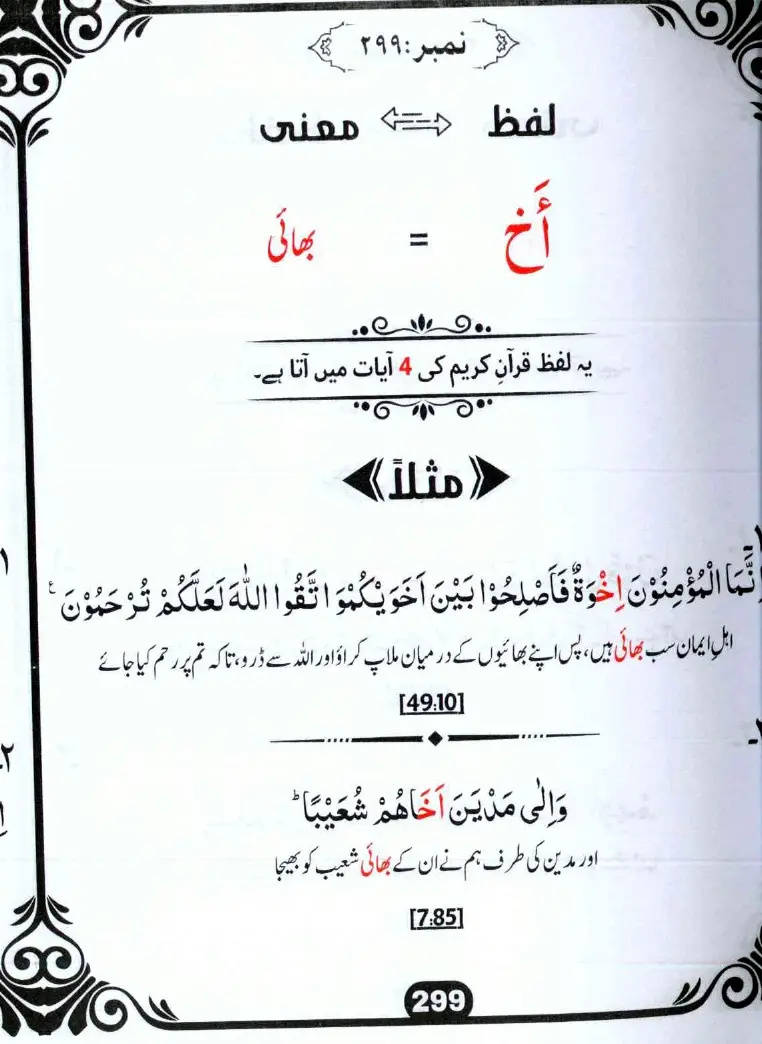 نمبر:۲۹۹
لفظ ⇐⇒ معنی
أَخ = بھائی
یہ لفظ قرآنِ کریم کی 4 آیات میں آتا ہے۔
مثلاً
نَّمَا الْمُؤْمِنُوْنَ اِخْوَةٌ فَاَصْلِحُوْا بَيْنَ اَخَوَيْكُمْ وَاتَّقُوا اللّٰهَ لَعَلَّكُمْ تُرْحَمُوْنَ ع
اہلِ ایمان سب بھائی ہیں، پس اپنے بھائیوں کے درمیان ملاپ کراؤ اور اللہ سے ڈرو، تاکہ تم پر رحم کیا جائے
[49:10]
وَاِلٰى مَدْيَنَ اَخَاهُمْ شُعَيْبًا ؕ
اور مدین کی طرف ہم نے ان کے بھائی شعیب کو بھیجا
[7:85]
299